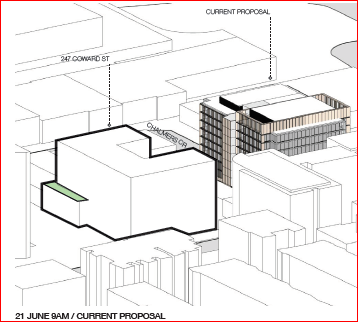 CURRENT PROPOSAL
247 COWARD ST
CHALMERS CR
21 JUNE 9AM / CURRENT PROPOSAL